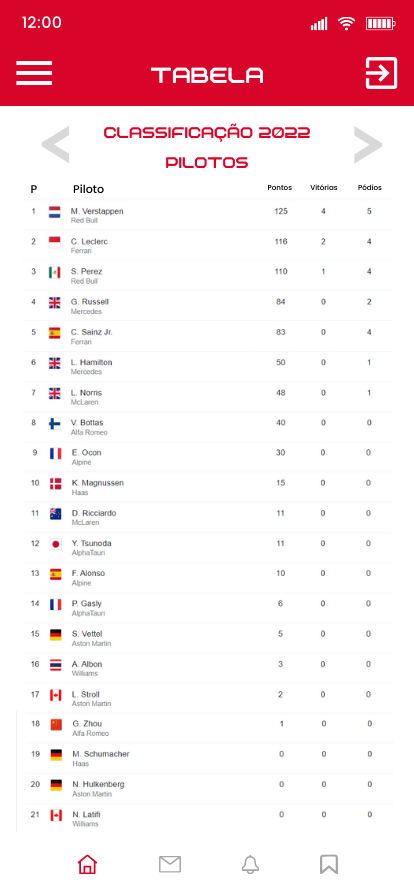 12:00
TABELA
CLASSIFICAÇÃO 2022
PILOTOS
P Piloto Pontos Vitórias Pódios
1 M. Verstappen 125 4 5
Red Bull
2 C. Leclerc 116 2 4
Ferrari
3 S. Perez 110 1 4
Red Bull
4 G. Russell 84 0 2
Mercedes
5 C. Sainz Jr. 83 0 4
Ferrari
6 L. Hamilton 50 0 1
Mercedes
7 L. Norris 48 0 1
McLaren
8 V. Bottas 40 0 0
Alfa Romeo
9 E. Ocon 30 0 0
Alpine
10 K. Magnussen 15 0 0
Haas
11 D. Ricciardo 11 0 0
McLaren
12 Y. Tsunoda 11 0 0
AlphaTauri
13 F. Alonso 10 0 0
Alpine
14 P. Gasly 6 0 0
AlphaTauri
15 S. Vettel 5 0 0
Aston Martin
16 A. Albon 3 0 0
Williams
17 L. Stroll 2 0 0
Aston Martin
18 G. Zhou 1 0 0
Alfa Romeo
19 M. Schumacher 0 0 0
Haas
20 N. Hulkenberg 0 0 0
Aston Martin
21 N. Latifi 0 0 0
Williams